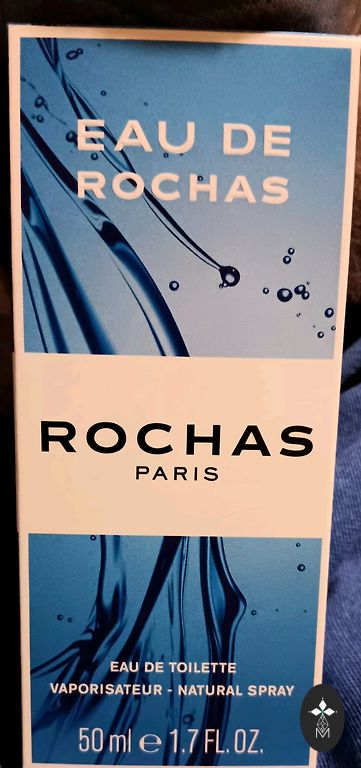 EAU DE
ROCHAS
ROCHAS
PARIS
EAU DE TOILETTE
VAPORISATEUR - NATURAL SPRAY
50 ml ℮ 1.7 FL. OZ.